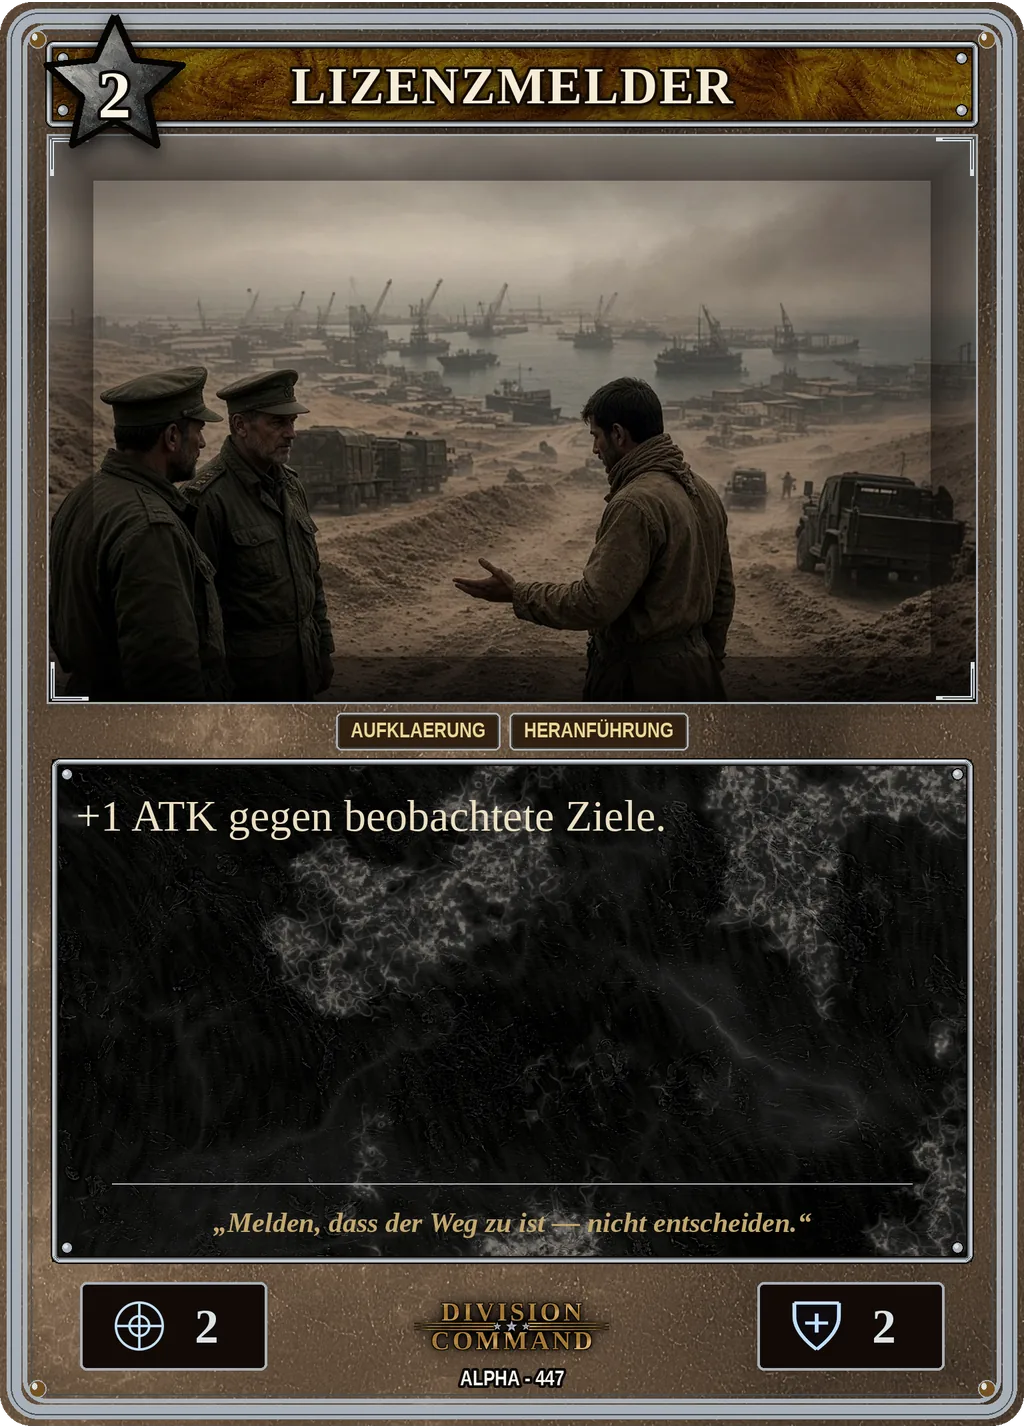 2
LIZENZMELDER
AUFKLAERUNG
HERANFÜHRUNG
+1 ATK gegen beobachtete Ziele.
„Melden, dass der Weg zu ist — nicht entscheiden.“
2
DIVISION
COMMAND
2
ALPHA - 447